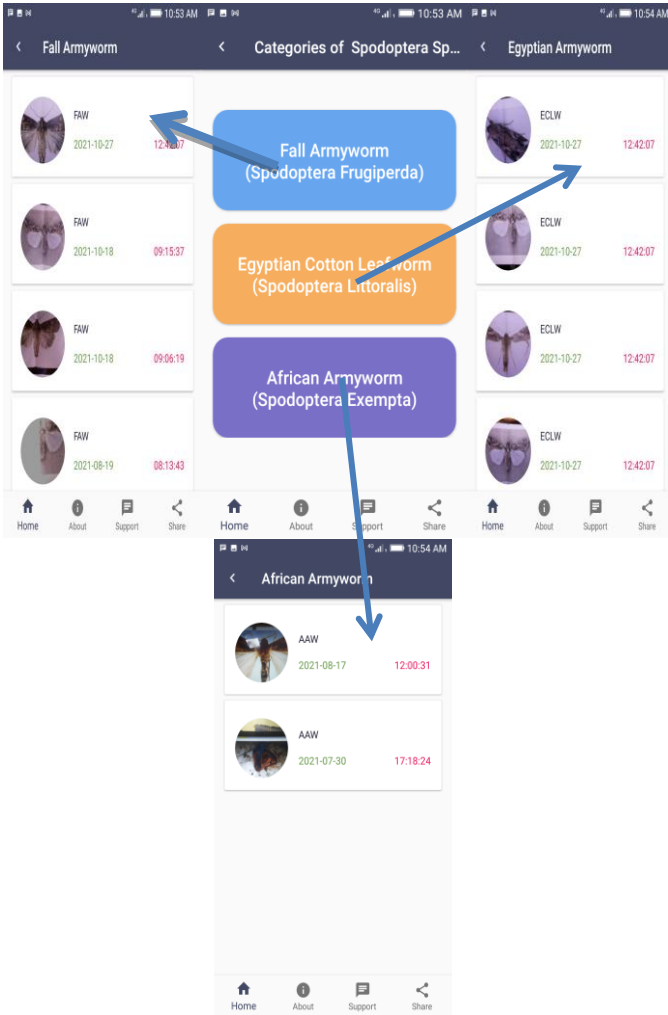 10:53 AM
Fall Armyworm
FAW
2021-10-27
12:42:07
FAW
2021-10-18
09:15:37
FAW
2021-10-18
09:06:19
FAW
2021-08-19
08:13:43
Home
About
Support
Share
4G
10:53 AM
Categories of Spodoptera Sp...
Fall Armyworm
(Spodoptera Frugiperda)
Egyptian Cotton Leafworm
(Spodoptera Littoralis)
African Armyworm
(Spodoptera Exempta)
Home
About
Support
Share
10:54 AM
Egyptian Armyworm
ECLW
2021-10-27
12:42:07
ECLW
2021-10-27
12:42:07
ECLW
2021-10-27
12:42:07
ECLW
2021-10-27
12:42:07
Home
About
Support
Share
4G
10:54 AM
African Armyworm
AAW
2021-08-17
12:00:31
AAW
2021-07-30
17:18:24
Home
About
Support
Share